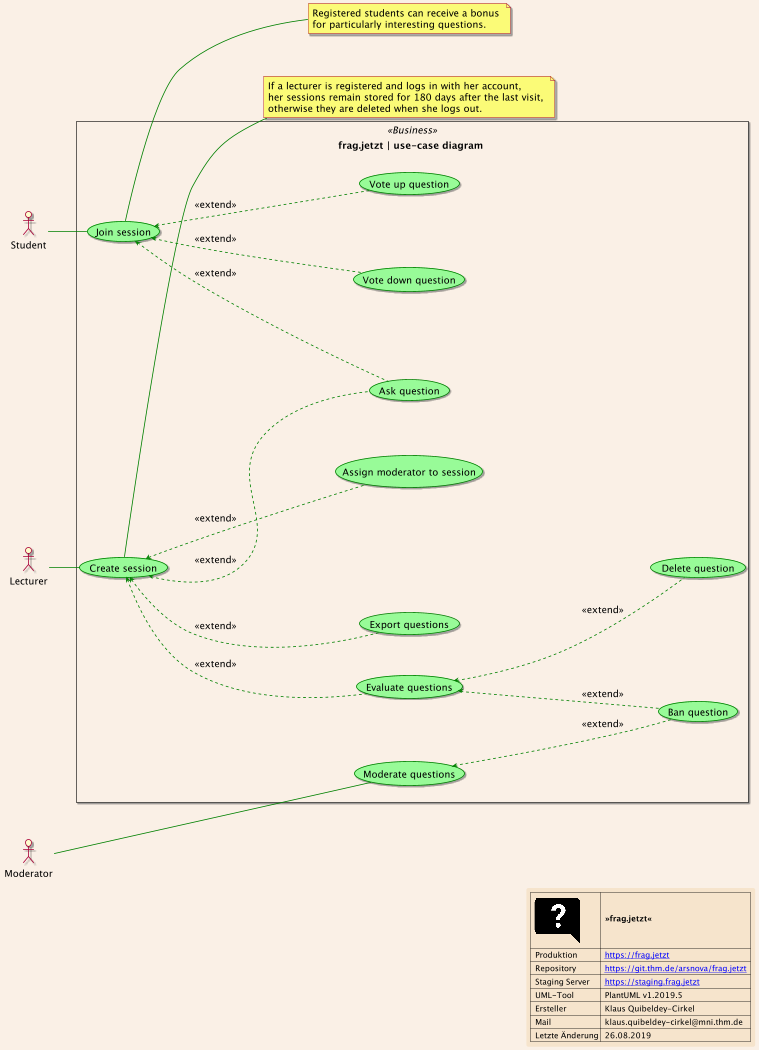 Registered students can receive a bonus
for particularly interesting questions.
If a lecturer is registered and logs in with her account,
her sessions remain stored for 180 days after the last visit,
otherwise they are deleted when she logs out.
«Business»
frag.jetzt | use-case diagram
Vote up question
«extend»
Student
Join session
«extend»
«extend»
Vote down question
Ask question
Assign moderator to session
«extend»
«extend»
Lecturer
Create session
Delete question
«extend»
Export questions
«extend»
«extend»
Evaluate questions
«extend»
Ban question
«extend»
Moderate questions
Moderator
?
»frag.jetzt«
Produktion https://frag.jetzt
Repository https://git.thm.de/arsnova/frag.jetzt
Staging Server https://staging.frag.jetzt
UML-Tool PlantUML v1.2019.5
Ersteller Klaus Quibeldey-Cirkel
Mail klaus.quibeldey-cirkel@mni.thm.de
Letzte Änderung 26.08.2019